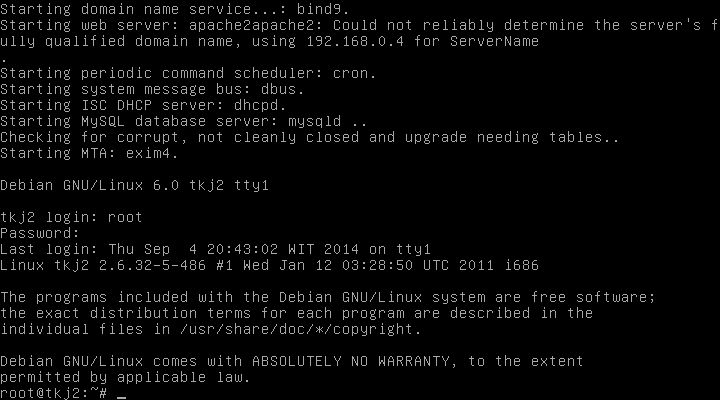 Starting domain name service...: bind9.
Starting web server: apache2apache2: Could not reliably determine the server's f
ully qualified domain name, using 192.168.0.4 for ServerName
.
Starting periodic command scheduler: cron.
Starting system message bus: dbus.
Starting ISC DHCP server: dhcpd.
Starting MySQL database server: mysqld ..
Checking for corrupt, not cleanly closed and upgrade needing tables..
Starting MTA: exim4.
Debian GNU/Linux 6.0 tkj2 tty1
tkj2 login: root
Password:
Last login: Thu Sep  4 20:43:02 WIT 2014 on tty1
Linux tkj2 2.6.32-5-486 #1 Wed Jan 12 03:28:50 UTC 2011 i686
The programs included with the Debian GNU/Linux system are free software;
the exact distribution terms for each program are described in the
individual files in /usr/share/doc/*/copyright.
Debian GNU/Linux comes with ABSOLUTELY NO WARRANTY, to the extent
permitted by applicable law.
root@tkj2:~# _